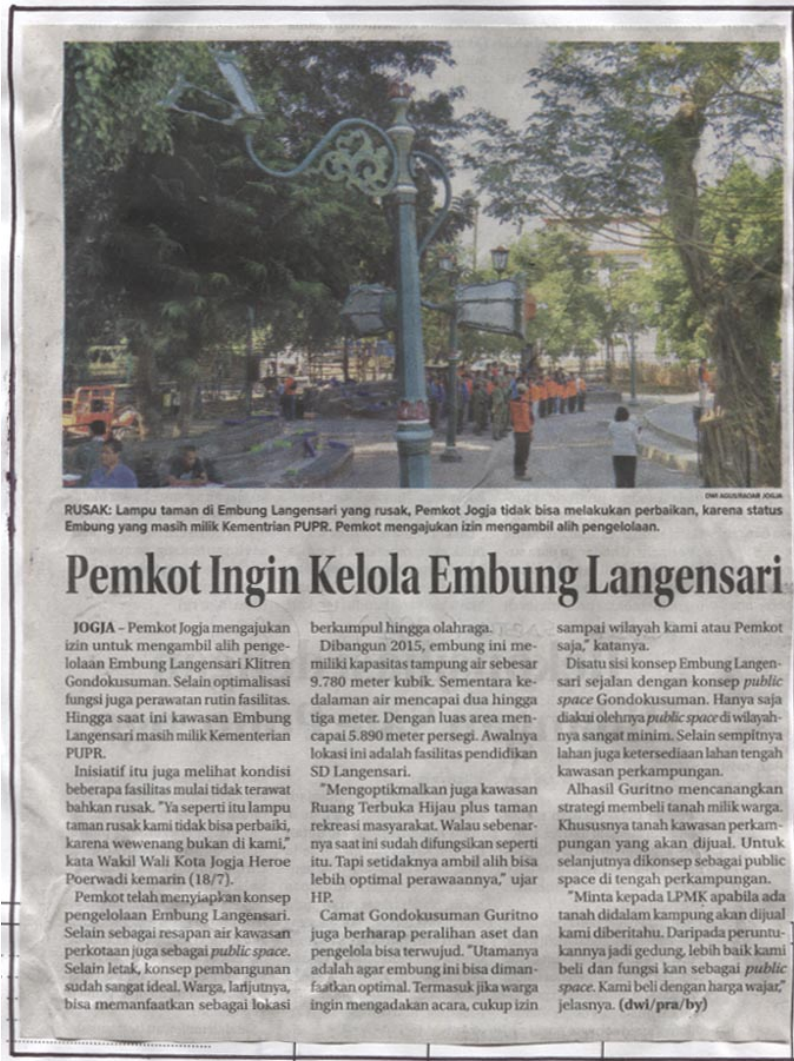 DWI AGUS/RADAR JOGJA
RUSAK: Lampu taman di Embung Langensari yang rusak, Pemkot Jogja tidak bisa melakukan perbaikan, karena status
Embung yang masih milik Kementrian PUPR. Pemkot mengajukan izin mengambil alih pengelolaan.
Pemkot Ingin Kelola Embung Langensari
JOGJA – Pemkot Jogja mengajukan
izin untuk mengambil alih penge-
lolaan Embung Langensari Klitren
Gondokusuman. Selain optimalisasi
fungsi juga perawatan rutin fasilitas.
Hingga saat ini kawasan Embung
Langensari masih milik Kementerian
PUPR.
Inisiatif itu juga melihat kondisi
beberapa fasilitas mulai tidak terawat
bahkan rusak. "Ya seperti itu lampu
taman rusak kami tidak bisa perbaiki,
karena wewenang bukan di kami,"
kata Wakil Wali Kota Jogja Heroe
Poerwadi kemarin (18/7).
Pemkot telah menyiapkan konsep
pengelolaan Embung Langensari.
Selain sebagai resapan air kawasan
perkotaan juga sebagai public space.
Selain letak, konsep pembangunan
sudah sangat ideal. Warga, lanjutnya,
bisa memanfaatkan sebagai lokasi
berkumpul hingga olahraga.
Dibangun 2015, embung ini me-
miliki kapasitas tampung air sebesar
9.780 meter kubik. Sementara ke-
dalaman air mencapai dua hingga
tiga meter. Dengan luas area men-
capai 5.890 meter persegi. Awalnya
lokasi ini adalah fasilitas pendidikan
SD Langensari.
"Mengoptikmalkan juga kawasan
Ruang Terbuka Hijau plus taman
rekreasi masyarakat. Walau sebenar-
nya saat ini sudah difungsikan seperti
itu. Tapi setidaknya ambil alih bisa
lebih optimal perawaannya," ujar
HP.
Camat Gondokusuman Guritno
juga berharap peralihan aset dan
pengelola bisa terwujud. "Utamanya
adalah agar embung ini bisa diman-
faatkan optimal. Termasuk jika warga
ingin mengadakan acara, cukup izin
sampai wilayah kami atau Pemkot
saja," katanya.
Disatu sisi konsep Embung Langen-
sari sejalan dengan konsep public
space Gondokusuman. Hanya saja
diakui olehnya public space di wilayah-
nya sangat minim. Selain sempitnya
lahan juga ketersediaan lahan tengah
kawasan perkampungan.
Alhasil Guritno mencanangkan
strategi membeli tanah milik warga.
Khususnya tanah kawasan perkam-
pungan yang akan dijual. Untuk
selanjutnya dikonsep sebagai public
space di tengah perkampungan.
"Minta kepada LPMK apabila ada
tanah didalam kampung akan dijual
kami diberitahu. Daripada peruntu-
kannya jadi gedung, lebih baik kami
beli dan fungsi kan sebagai public
space. Kami beli dengan harga wajar,"
jelasnya. (dwi/pra/by)